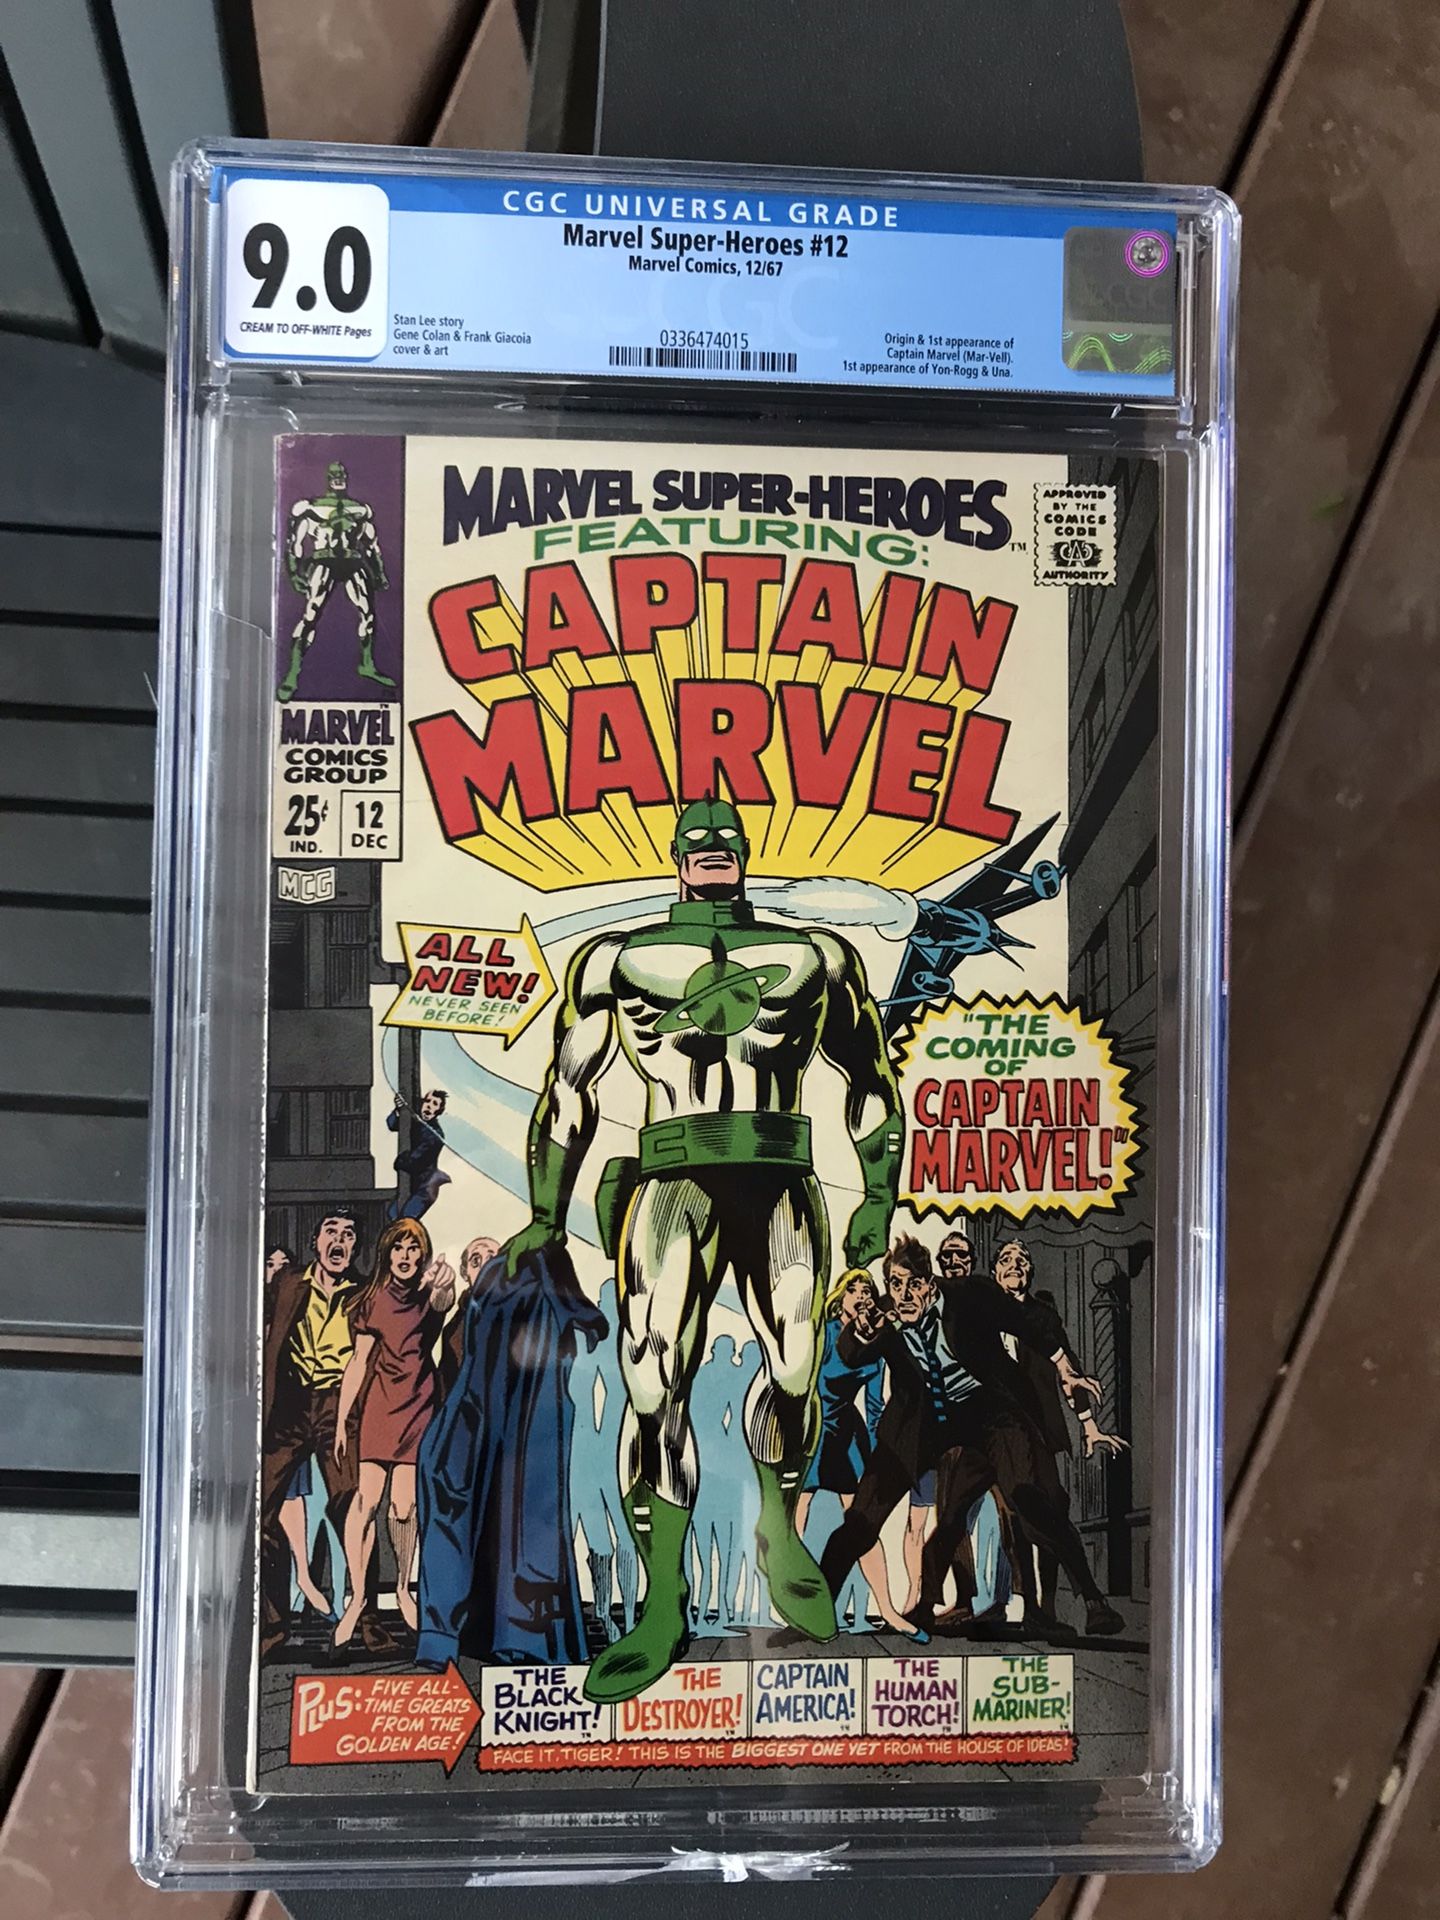 CGC UNIVERSAL GRADE
9.0
CREAM TO OFF-WHITE Pages
Marvel Super-Heroes #12
Marvel Comics, 12/67
Stan Lee story
Gene Colan & Frank Giacoia
cover & art
0336474015
Origin & 1st appearance of
Captain Marvel (Mar-Vell).
1st appearance of Yon-Rogg & Una.
CGC
MARVEL SUPER-HEROES
FEATURING:
CAPTAIN
MARVEL
TM
APPROVED
BY THE
COMICS
CODE
CA
AUTHORITY
MARVEL
COMICS
GROUP
25¢
IND.
12
DEC
MCG
ALL
NEW!
NEVER SEEN
BEFORE!
"THE
COMING
OF
CAPTAIN
MARVEL!"
PLUS:
FIVE ALL-
TIME GREATS
FROM THE
GOLDEN AGE!
THE
BLACK
KNIGHT!
THE
DESTROYER!
CAPTAIN
AMERICA!
THE
HUMAN
TORCH!
THE
SUB-
MARINER!
FACE IT, TIGER! THIS IS THE BIGGEST ONE YET FROM THE HOUSE OF IDEAS!